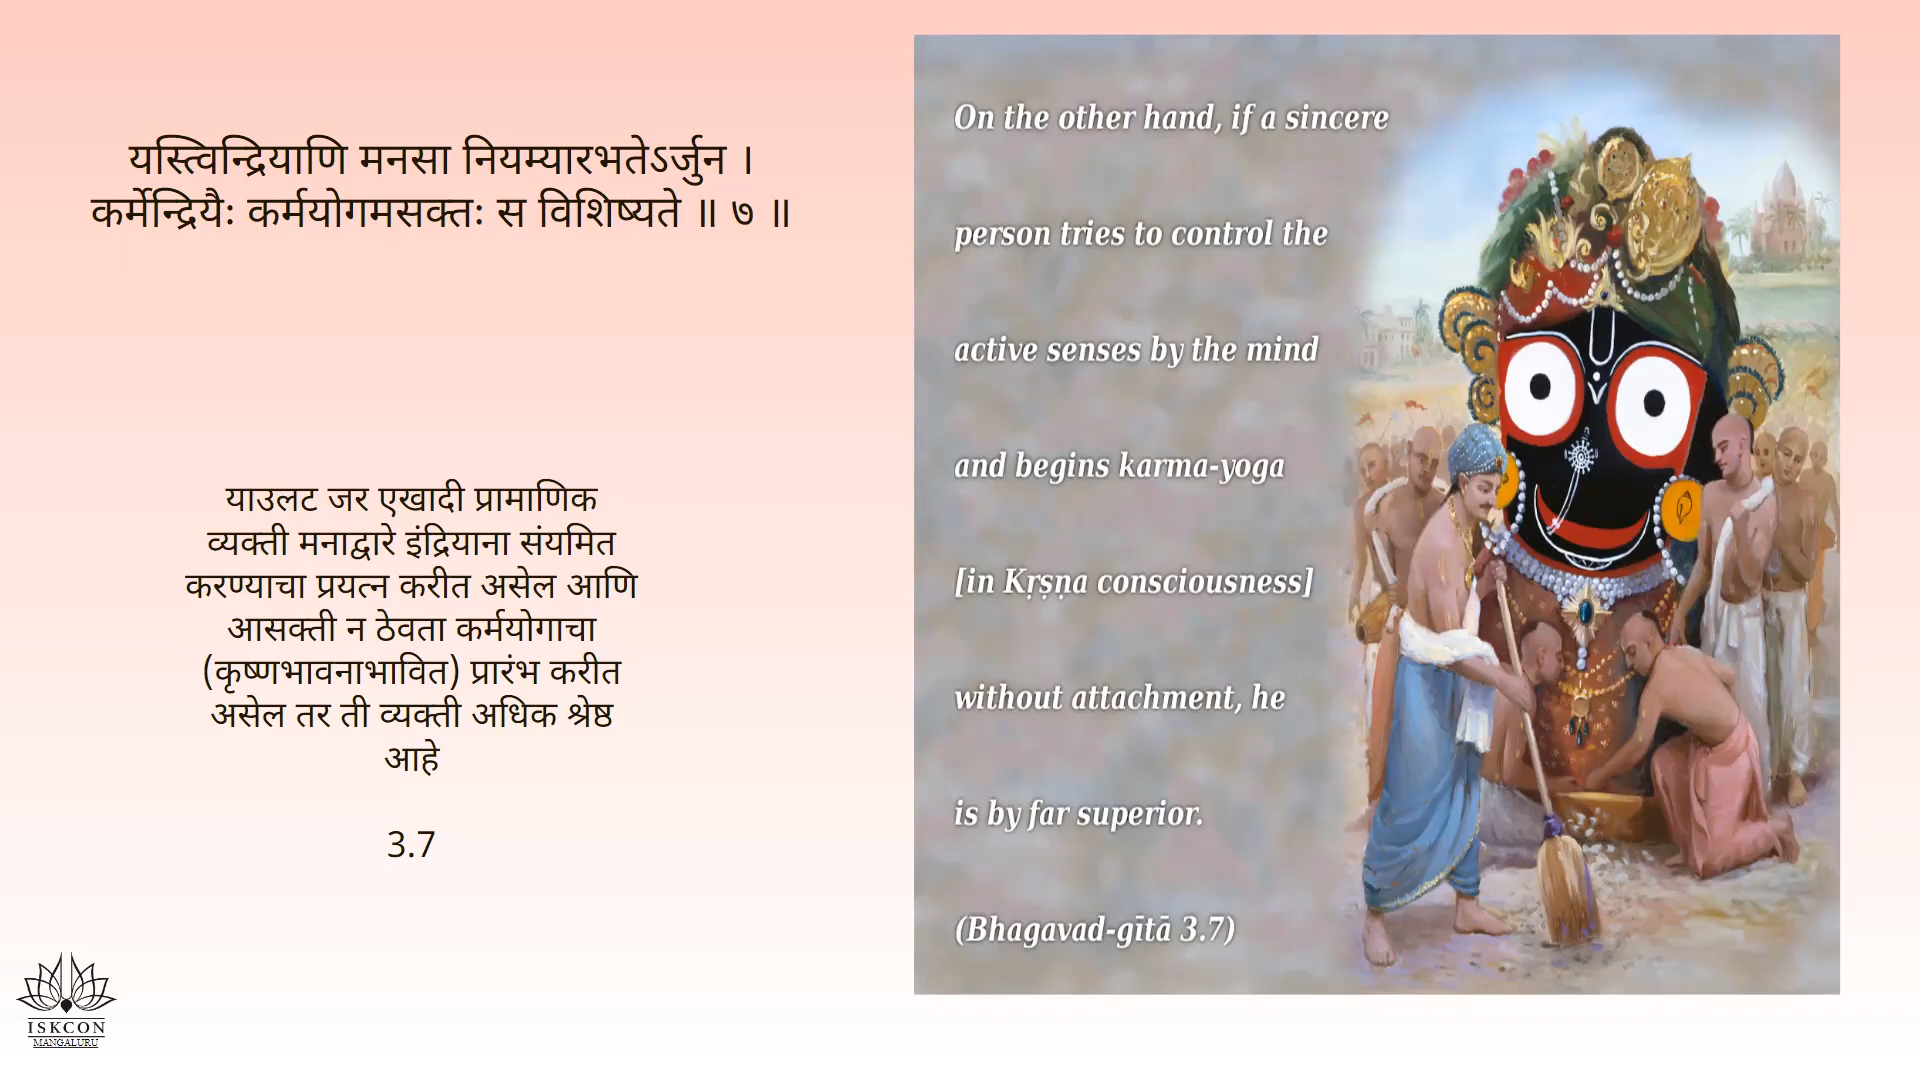 यस्त्विन्द्रियाणि मनसा नियम्यारभतेऽर्जुन ।
कर्मेन्द्रियैः कर्मयोगमसक्तः स विशिष्यते ॥ ७ ॥
याउलट जर एखादी प्रामाणिक
व्यक्ती मनाद्वारे इंद्रियाना संयमित
करण्याचा प्रयत्न करीत असेल आणि
आसक्ती न ठेवता कर्मयोगाचा
(कृष्णभावनाभावित) प्रारंभ करीत
असेल तर ती व्यक्ती अधिक श्रेष्ठ
आहे
3.7
ISKCON
MANGALURU
On the other hand, if a sincere
person tries to control the
active senses by the mind
and begins karma-yoga
[in Kṛṣṇa consciousness]
without attachment, he
is by far superior.
(Bhagavad-gītā 3.7)